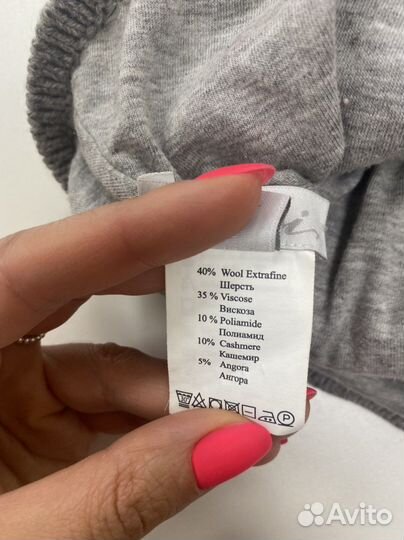 40% Wool Extrafine
Шерсть
35 % Viscose
Вискоза
10 % Poliamide
Полиамид
10% Cashmere
Кашемир
5% Angora
Ангора
P
Avito